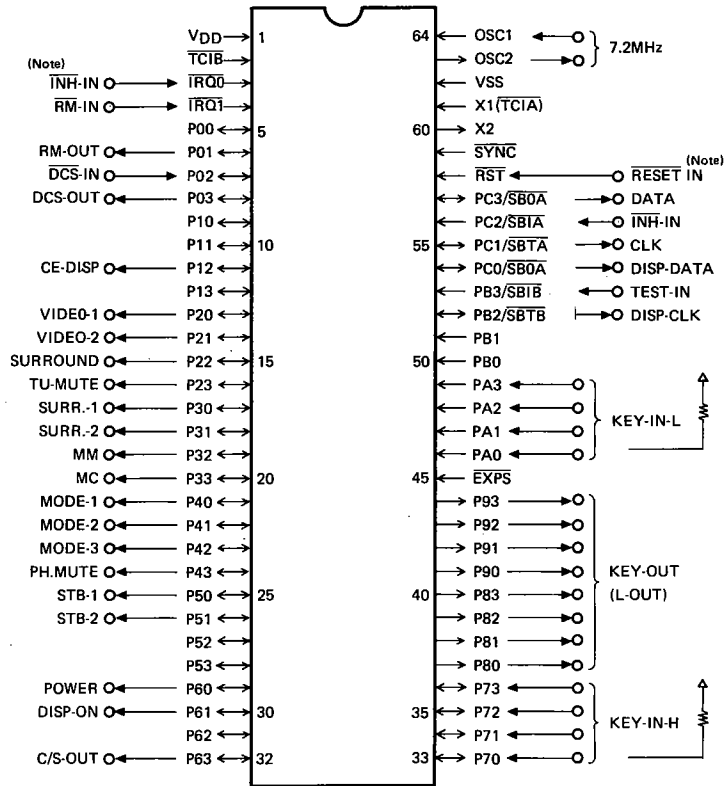 VDD 1 64 OSC1
TCIB OSC2 7.2MHz
(Note)
INH-IN IRQ0 VSS
RM-IN IRQ1 X1(TCIA)
P00 5 60 X2
RM-OUT P01 SYNC
(Note)
DCS-IN P02 RST RESET IN
DCS-OUT P03 PC3/SB0A DATA
P10 PC2/SBIA INH-IN
P11 10 55 PC1/SBTA CLK
CE-DISP P12 PC0/SB0A DISP-DATA
P13 PB3/SBIB TEST-IN
VIDEO-1 P20 PB2/SBTB DISP-CLK
VIDEO-2 P21 PB1
SURROUND P22 15 50 PB0
TU-MUTE P23 PA3
SURR.-1 P30 PA2
KEY-IN-L
SURR.-2 P31 PA1
MM P32 PA0
MC P33 20 45 EXPS
MODE-1 P40 P93
MODE-2 P41 P92
MODE-3 P42 P91
PH.MUTE P43 P90 KEY-OUT
STB-1 P50 25 40 P83 (L-OUT)
STB-2 P51 P82
P52 P81
P53 P80
POWER P60 P73
DISP-ON P61 30 35 P72
KEY-IN-H
P62 P71
C/S-OUT P63 32 33 P70